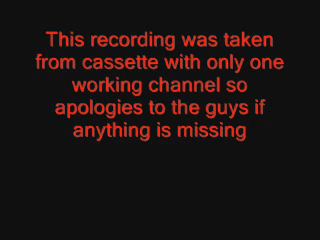 This recording was taken
from cassette with only one
working channel so
apologies to the guys if
anything is missing